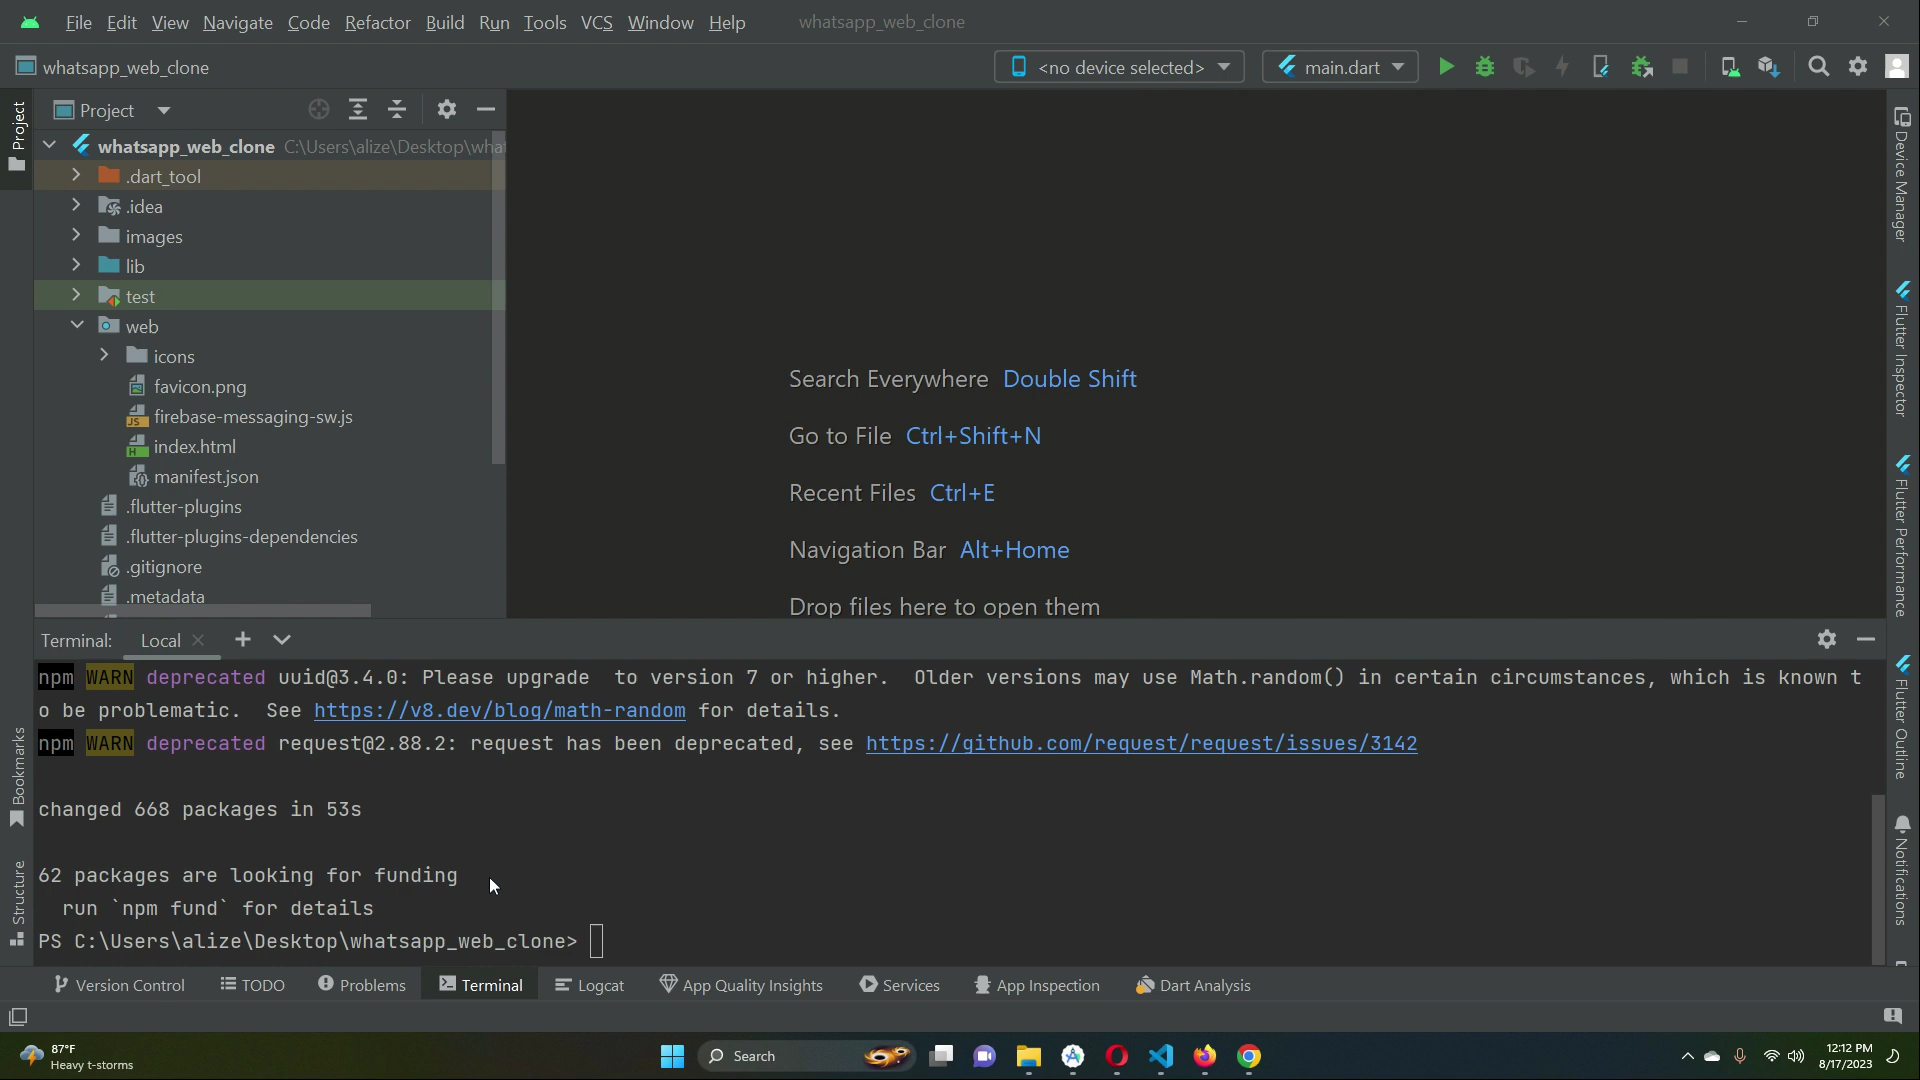 File Edit View Navigate Code Refactor Build Run Tools VCS Window Help whatsapp_web_clone
whatsapp_web_clone <no device selected> main.dart
Project
Project
whatsapp_web_clone C:\Users\alize\Desktop\what
.dart_tool
.idea
images
lib
test
web
icons
favicon.png
firebase-messaging-sw.js
index.html
manifest.json
.flutter-plugins
.flutter-plugins-dependencies
.gitignore
.metadata
Search Everywhere Double Shift
Go to File Ctrl+Shift+N
Recent Files Ctrl+E
Navigation Bar Alt+Home
Drop files here to open them
Device Manager
Flutter Inspector
Flutter Performance
Flutter Outline
Notifications
Bookmarks
Structure
Terminal: Local
npm WARN deprecated uuid@3.4.0: Please upgrade  to version 7 or higher.  Older versions may use Math.random() in certain circumstances, which is known t
o be problematic.  See https://v8.dev/blog/math-random for details.
npm WARN deprecated request@2.88.2: request has been deprecated, see https://github.com/request/request/issues/3142
changed 668 packages in 53s
62 packages are looking for funding
run `npm fund` for details
PS C:\Users\alize\Desktop\whatsapp_web_clone>
Version Control TODO Problems Terminal Logcat App Quality Insights Services App Inspection Dart Analysis
87°F
Heavy t-storms
Search
12:12 PM
8/17/2023